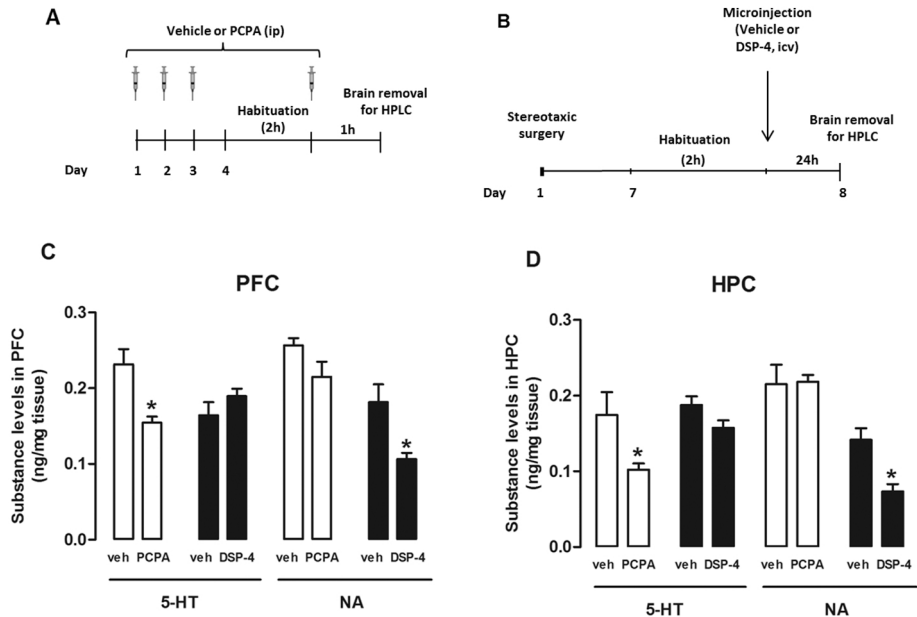 A
Vehicle or PCPA (ip)
Habituation
(2h)
Brain removal
for HPLC
1h
Day
1
2
3
4
B
Microinjection
(Vehicle or
DSP-4, icv)
Stereotaxic
surgery
Habituation
(2h)
Brain removal
for HPLC
24h
Day
1
7
8
C
PFC
Substance levels in PFC
(ng/mg tissue)
0.3
0.2
0.1
0.0
*
*
veh PCPA veh DSP-4 veh PCPA veh DSP-4
5-HT NA
D
HPC
Substance levels in HPC
(ng/mg tissue)
0.3
0.2
0.1
0.0
*
*
veh PCPA veh DSP-4 veh PCPA veh DSP-4
5-HT NA